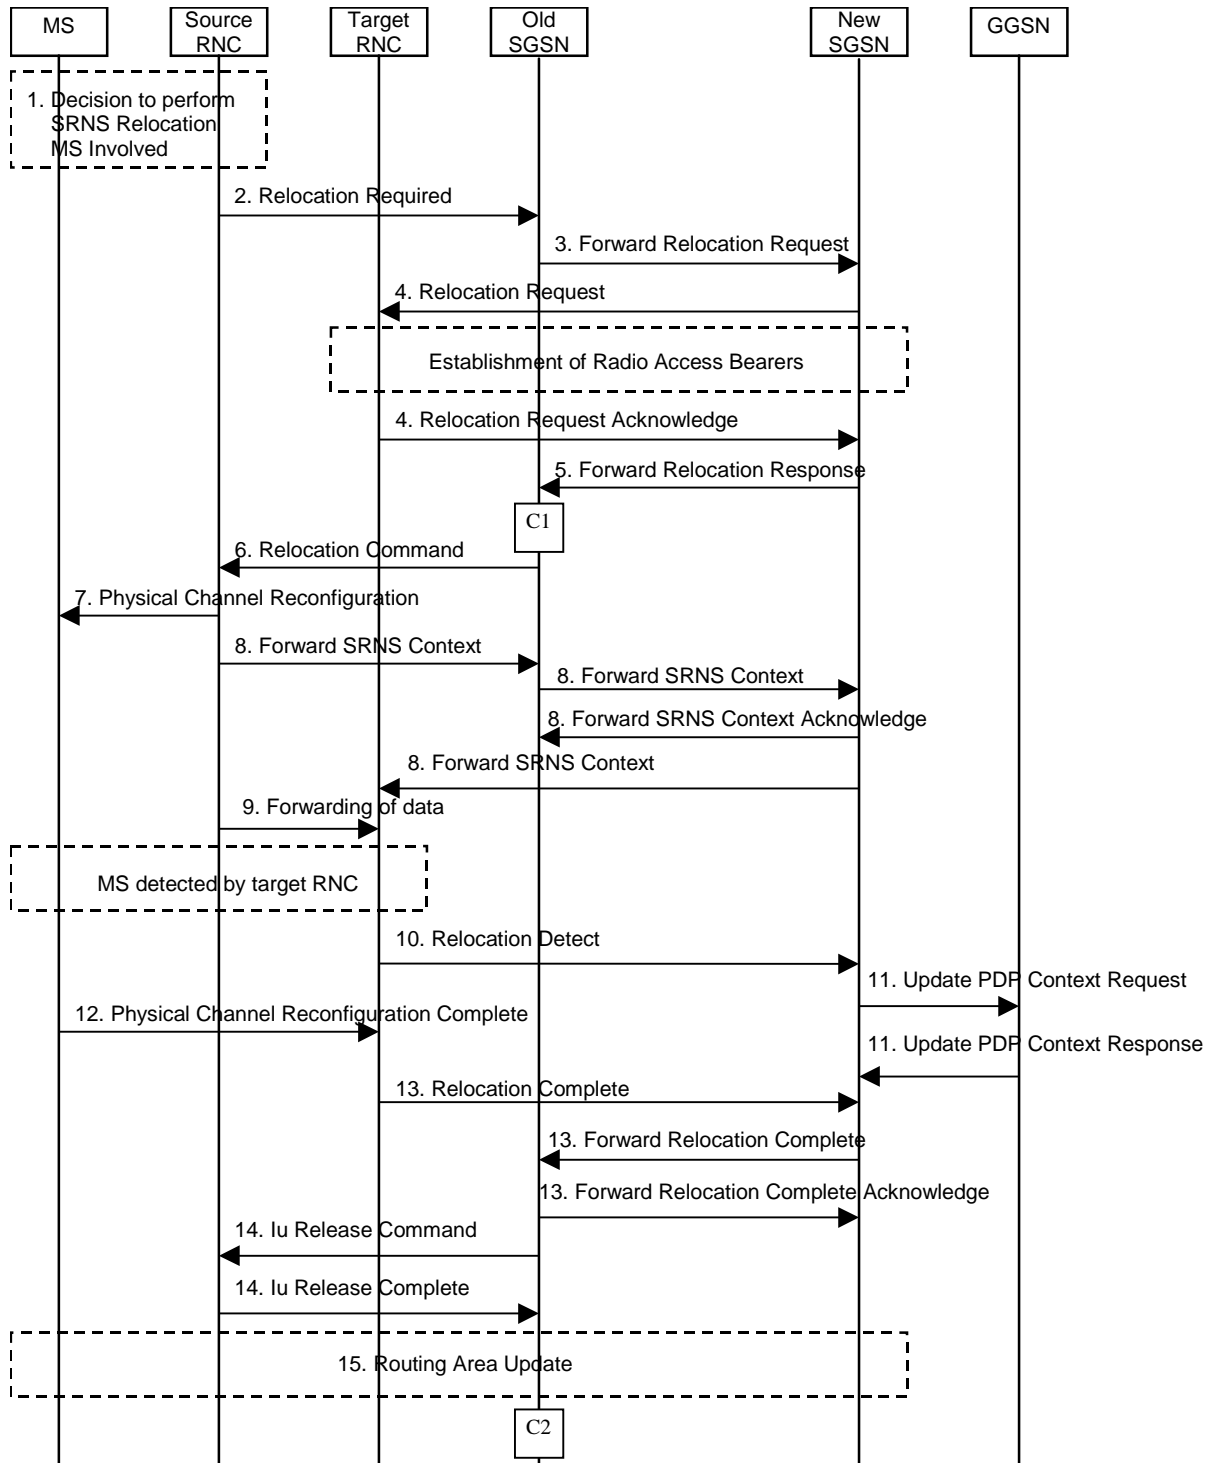 MS
Source
RNC
Target
RNC
Old
SGSN
New
SGSN
GGSN
1. Decision to perform
SRNS Relocation
MS Involved
2. Relocation Required
3. Forward Relocation Request
4. Relocation Request
Establishment of Radio Access Bearers
4. Relocation Request Acknowledge
5. Forward Relocation Response
C1
6. Relocation Command
7. Physical Channel Reconfiguration
8. Forward SRNS Context
8. Forward SRNS Context
8. Forward SRNS Context Acknowledge
8. Forward SRNS Context
9. Forwarding of data
MS detected by target RNC
10. Relocation Detect
11. Update PDP Context Request
12. Physical Channel Reconfiguration Complete
11. Update PDP Context Response
13. Relocation Complete
13. Forward Relocation Complete
13. Forward Relocation Complete Acknowledge
14. Iu Release Command
14. Iu Release Complete
15. Routing Area Update
C2